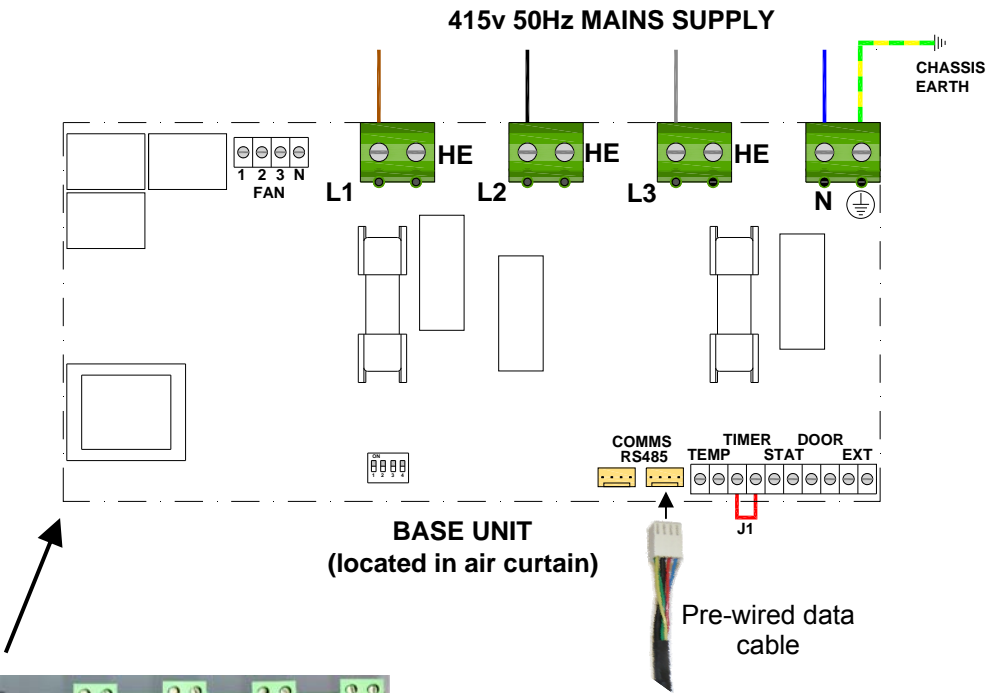 415v 50Hz MAINS SUPPLY
CHASSIS
EARTH
1 2 3 N
FAN
HE
HE
HE
L1
L2
L3
N
COMMS
RS485
TIMER
DOOR
TEMP
STAT
EXT
ON
1 2 3 4
J1
BASE UNIT
(located in air curtain)
Pre-wired data
cable